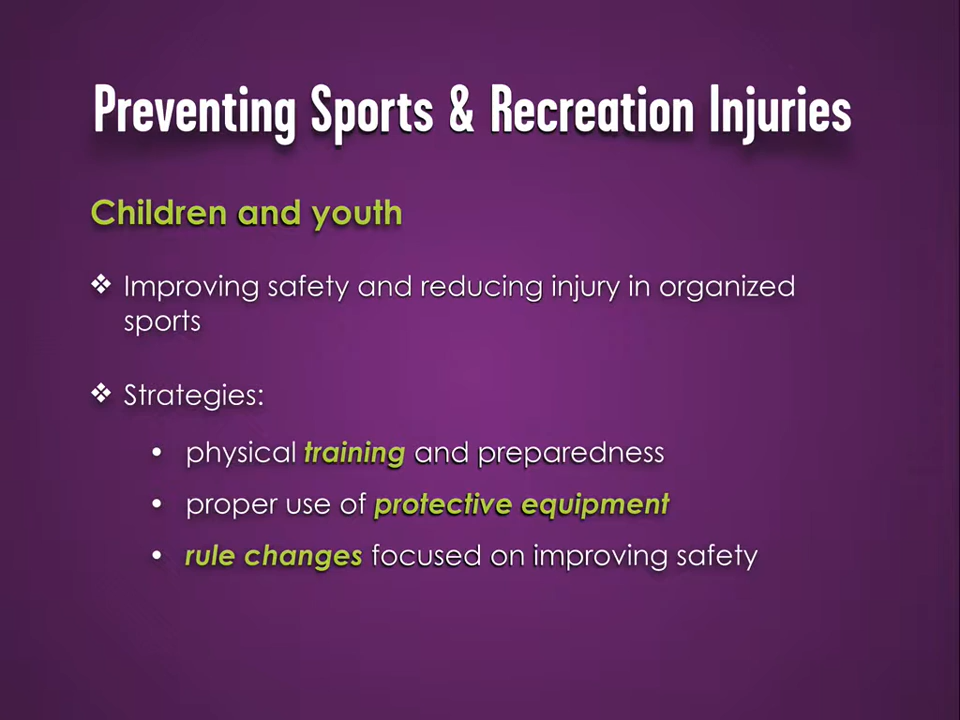 Preventing Sports & Recreation Injuries
Children and youth
❖ Improving safety and reducing injury in organized
sports
❖ Strategies:
• physical training and preparedness
• proper use of protective equipment
• rule changes focused on improving safety